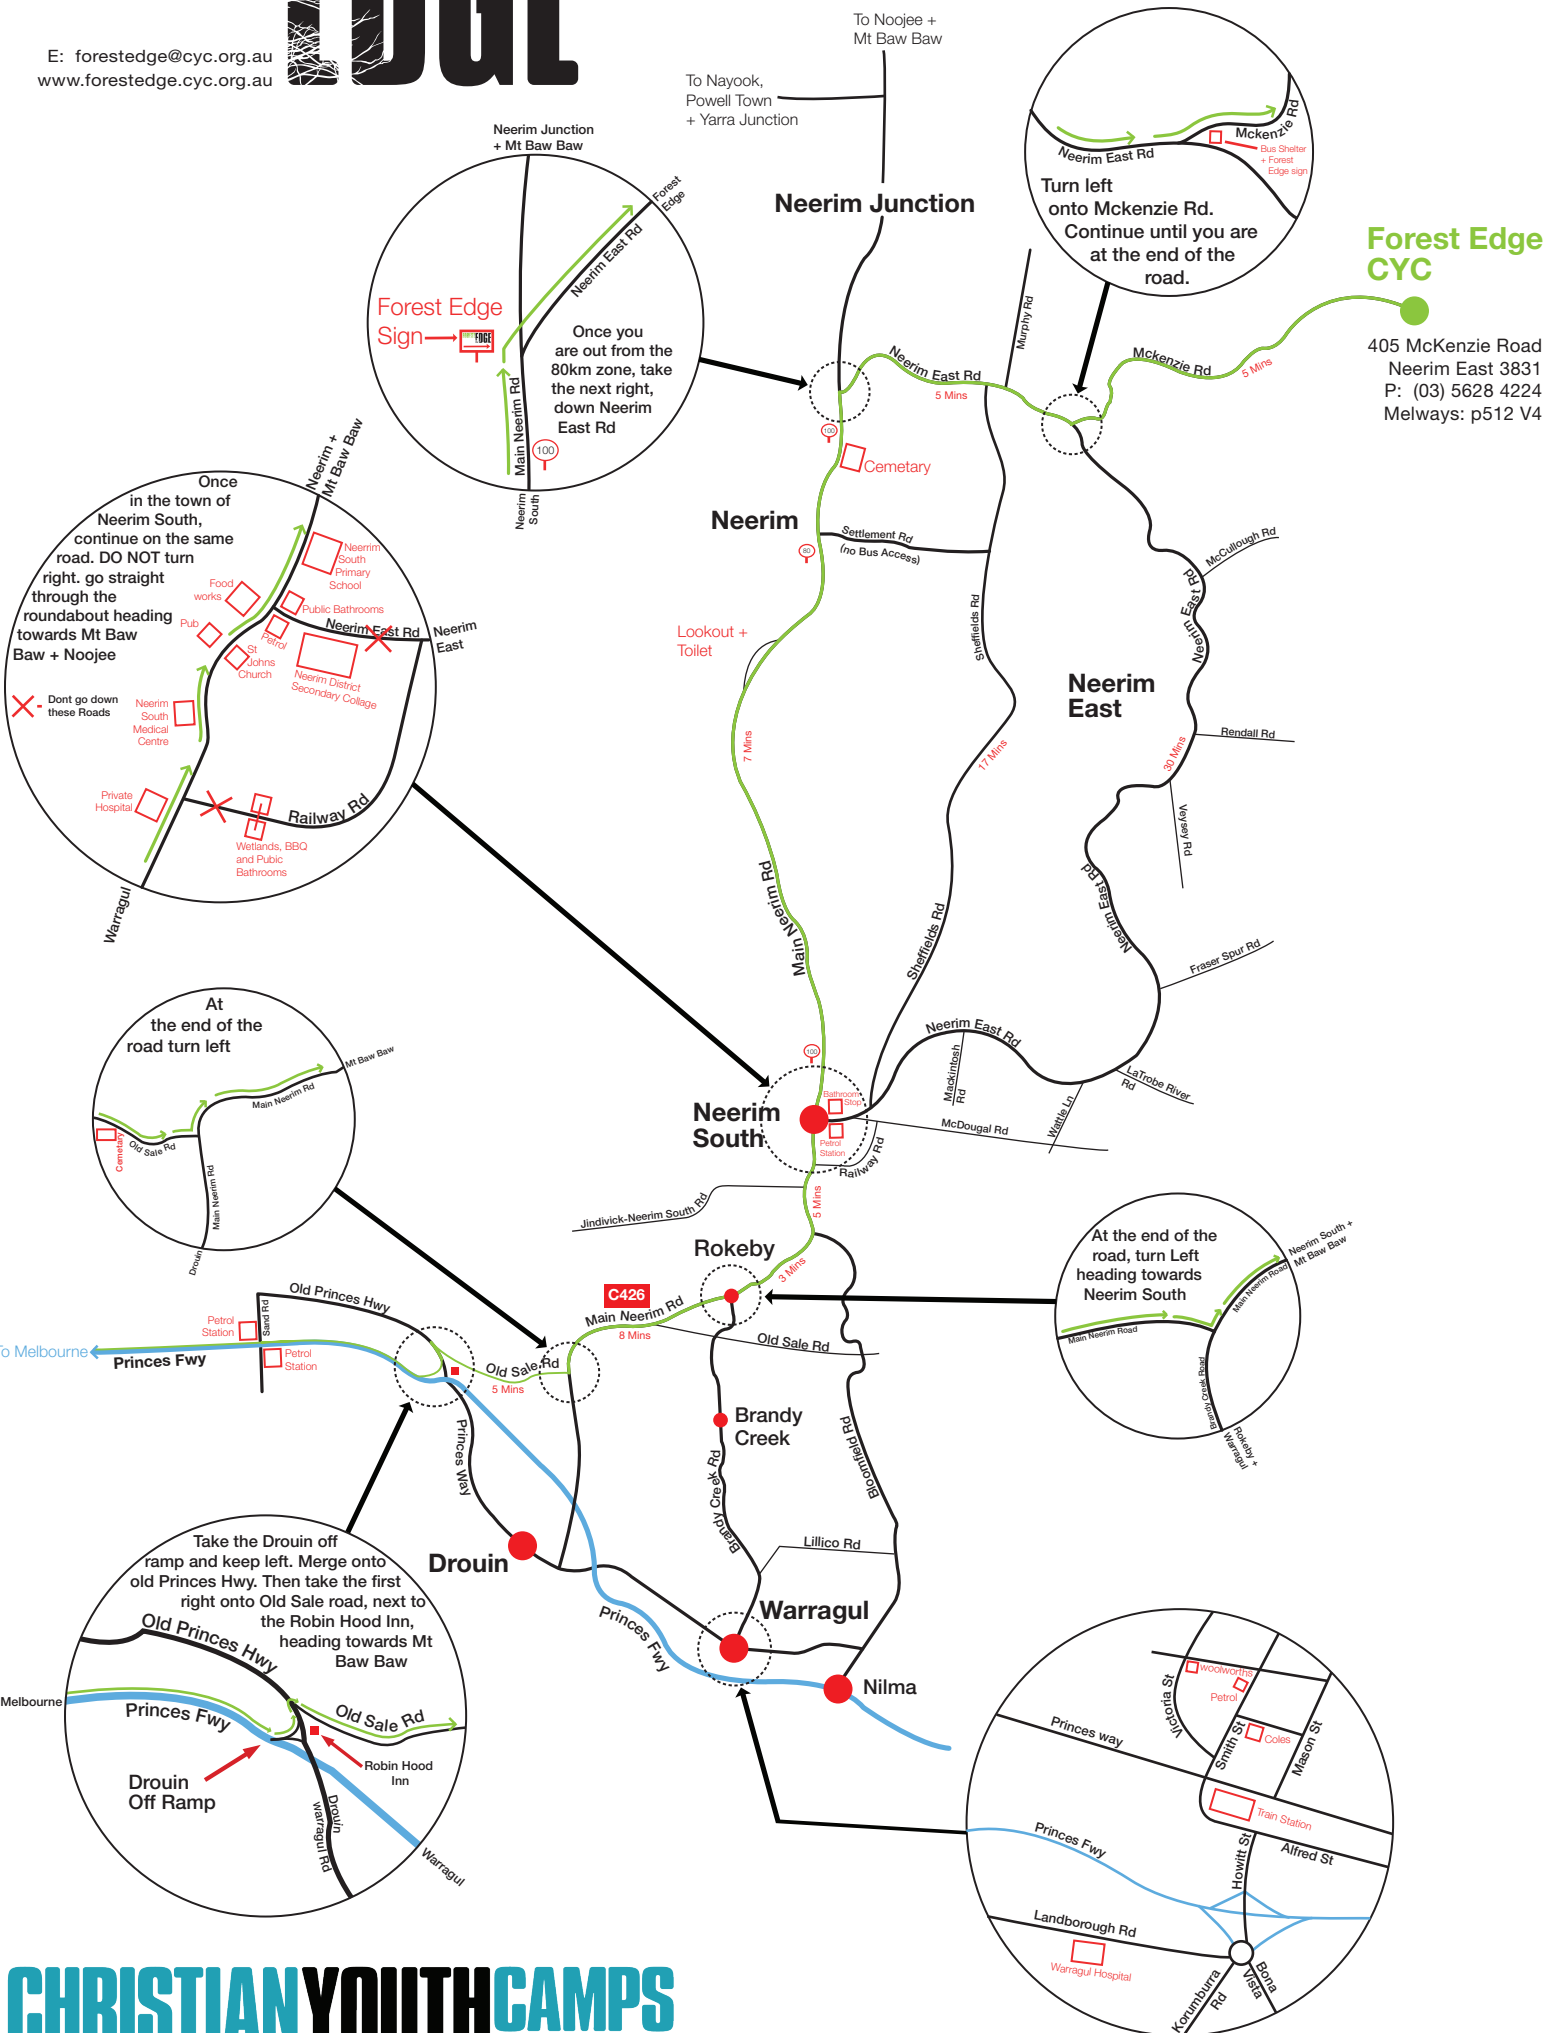 EDGE
E: forestedge@cyc.org.au
www.forestedge.cyc.org.au
To Noojee +
Mt Baw Baw
To Nayook,
Powell Town
+ Yarra Junction
Neerim Junction
Neerim Junction
+ Mt Baw Baw
Forest
Edge
Neerim East Rd
Forest Edge
Sign
EDGE
Once you
are out from the
80km zone, take
the next right,
down Neerim
East Rd
Main Neerim Rd
100
Neerim
South
Neerim East Rd
Mckenzie Rd
Bus Shelter
+ Forest
Edge sign
Turn left
onto Mckenzie Rd.
Continue until you are
at the end of the
road.
Forest Edge
CYC
405 McKenzie Road
Neerim East 3831
P: (03) 5628 4224
Melways: p512 V4
Murphy Rd
Neerim East Rd
5 Mins
Mckenzie Rd
5 Mins
100
Cemetary
Neerim
80
Settlement Rd
(no Bus Access)
Lookout +
Toilet
7 Mins
Sheffields Rd
17 Mins
Sheffields Rd
Main Neerim Rd
Main Neerim Rd
Neerim
East
McCullough Rd
Neerim East Rd
Neerim East Rd
Rendall Rd
30 Mins
Veysey Rd
Neerim East Rd
Fraser Spur Rd
Neerim East Rd
Mackintosh
Rd
LaTrobe River
Rd
Wattle Ln
McDougal Rd
Once
in the town of
Neerim South,
continue on the same
road. DO NOT turn
right. go straight
through the
roundabout heading
towards Mt Baw
Baw + Noojee
Dont go down
these Roads
Neerim +
Mt Baw Baw
Neerrim
South
Primary
School
Food
works
Public Bathrooms
Pub
Petrol
Neerim East Rd
Neerim
East
St
Johns
Church
Neerim District
Secondary Collage
Neerim
South
Medical
Centre
Private
Hospital
Railway Rd
Wetlands, BBQ
and Pubic
Bathrooms
Warragul
100
Neerim
South
Bathroom
Stop
Petrol
Station
Railway Rd
5 Mins
Jindivick-Neerim South Rd
At
the end of the
road turn left
Mt Baw Baw
Main Neerim Rd
Old Sale Rd
Cemetary
Main Neerim Rd
Drouin
Rokeby
3 Mins
C426
Main Neerim Rd
8 Mins
Old Sale Rd
At the end of the
road, turn Left
heading towards
Neerim South
Neerim South +
Mt Baw Baw
Main Neerim Road
Main Neerim Road
Brandy Creek Road
Rokeby +
Warragul
Old Princes Hwy
Sand Rd
Petrol
Station
Petrol
Station
To Melbourne
Princes Fwy
Old Sale Rd
5 Mins
Princes Way
Brandy
Creek
Brandy Creek Rd
Bloomfield Rd
Lillico Rd
Drouin
Warragul
Princes Fwy
Nilma
Take the Drouin off
ramp and keep left. Merge onto
old Princes Hwy. Then take the first
right onto Old Sale road, next to
the Robin Hood Inn,
heading towards Mt
Baw Baw
Old Princes Hwy
Melbourne
Princes Fwy
Old Sale Rd
Robin Hood
Inn
Drouin
Off Ramp
Drouin
warragul Rd
Warragul
Victoria St
woolworths
Petrol
Princes way
Smith St
Coles
Mason St
Train Station
Alfred St
Princes Fwy
Howitt St
Landborough Rd
Warragul Hospital
Korumburra
Rd
Bona
Vista
CHRISTIANYOUTHCAMPS